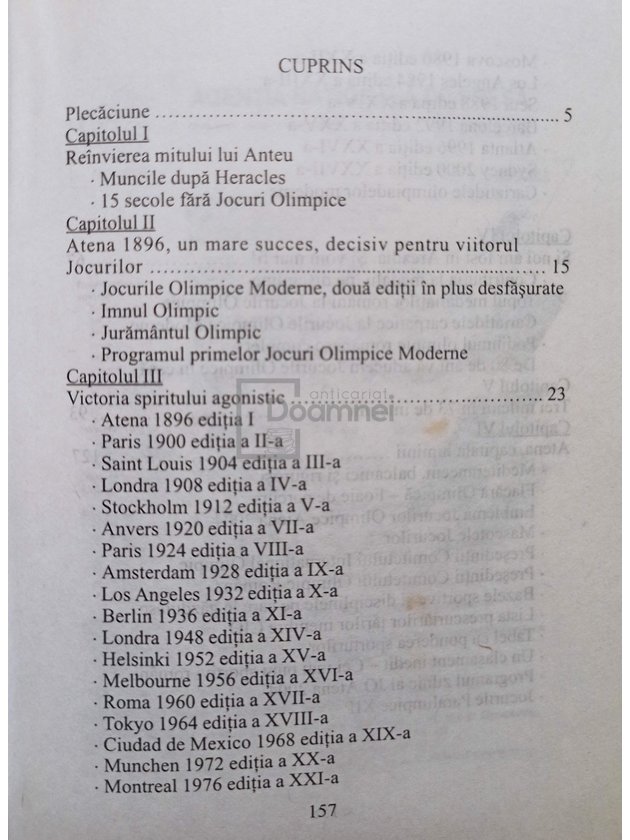 CUPRINS
Plecăciune ........ 5
Capitolul I
Reînvierea mitului lui Anteu
· Muncile după Heracles
· 15 secole fără Jocuri Olimpice
Capitolul II
Atena 1896, un mare succes, decisiv pentru viitorul
Jocurilor ........ 15
· Jocurile Olimpice Moderne, două ediții în plus desfășurate
· Imnul Olimpic
· Jurământul Olimpic
· Programul primelor Jocuri Olimpice Moderne
Capitolul III
Victoria spiritului agonistic ........ 23
anticariat
Doamnei
· Atena 1896 ediția I
· Paris 1900 ediția a II-a
· Saint Louis 1904 ediția a III-a
· Londra 1908 ediția a IV-a
· Stockholm 1912 ediția a V-a
· Anvers 1920 ediția a VII-a
· Paris 1924 ediția a VIII-a
· Amsterdam 1928 ediția a IX-a
· Los Angeles 1932 ediția a X-a
· Berlin 1936 ediția a XI-a
· Londra 1948 ediția a XIV-a
· Helsinki 1952 ediția a XV-a
· Melbourne 1956 ediția a XVI-a
· Roma 1960 ediția a XVII-a
· Tokyo 1964 ediția a XVIII-a
· Ciudad de Mexico 1968 ediția a XIX-a
· Munchen 1972 ediția a XX-a
· Montreal 1976 ediția a XXI-a
157